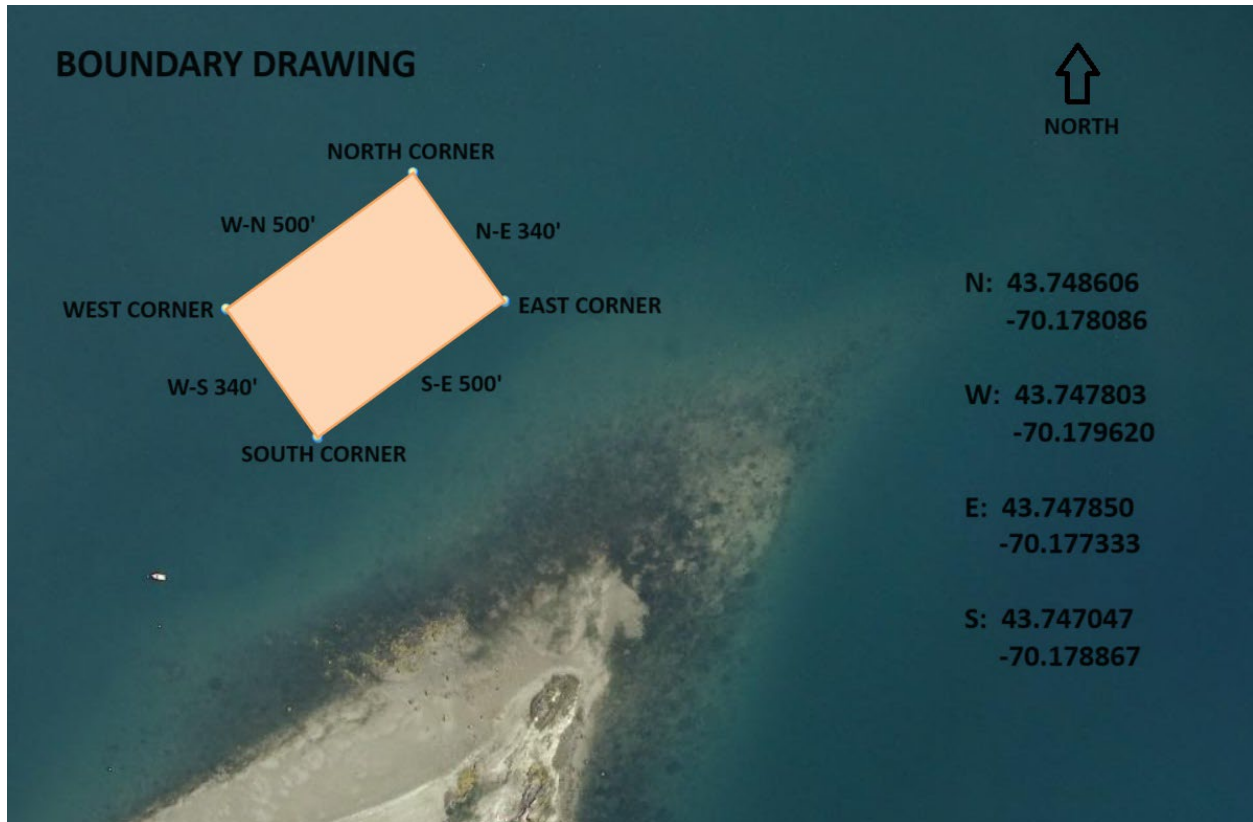 BOUNDARY DRAWING
NORTH
NORTH CORNER
W-N 500'
N-E 340'
WEST CORNER
EAST CORNER
W-S 340'
S-E 500'
SOUTH CORNER
N: 43.748606
-70.178086
W: 43.747803
-70.179620
E: 43.747850
-70.177333
S: 43.747047
-70.178867